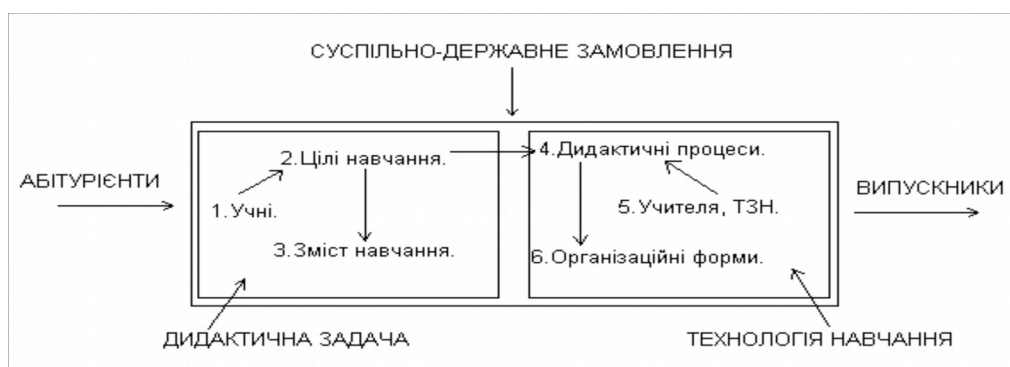 СУСПІЛЬНО-ДЕРЖАВНЕ ЗАМОВЛЕННЯ
АБІТУРІЄНТИ
2.Цілі навчання.
1.Учні.
3.Зміст навчання.
4.Дидактичні процеси.
5.Учителя, ТЗН.
6.Організаційні форми.
ВИПУСКНИКИ
ДИДАКТИЧНА ЗАДАЧА
ТЕХНОЛОГІЯ НАВЧАННЯ